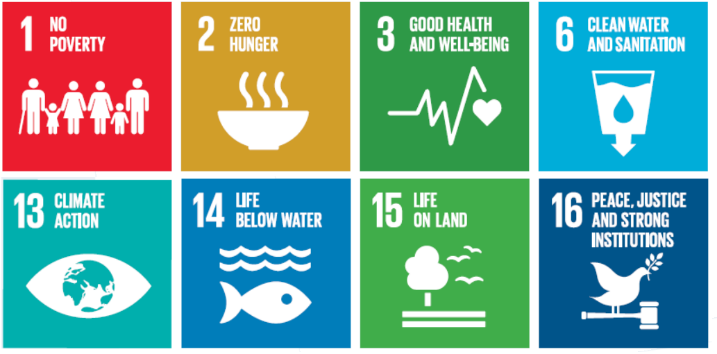 1 NO
POVERTY
2 ZERO
HUNGER
3 GOOD HEALTH
AND WELL-BEING
6 CLEAN WATER
AND SANITATION
13 CLIMATE
ACTION
14 LIFE
BELOW WATER
15 LIFE
ON LAND
16 PEACE, JUSTICE
AND STRONG
INSTITUTIONS